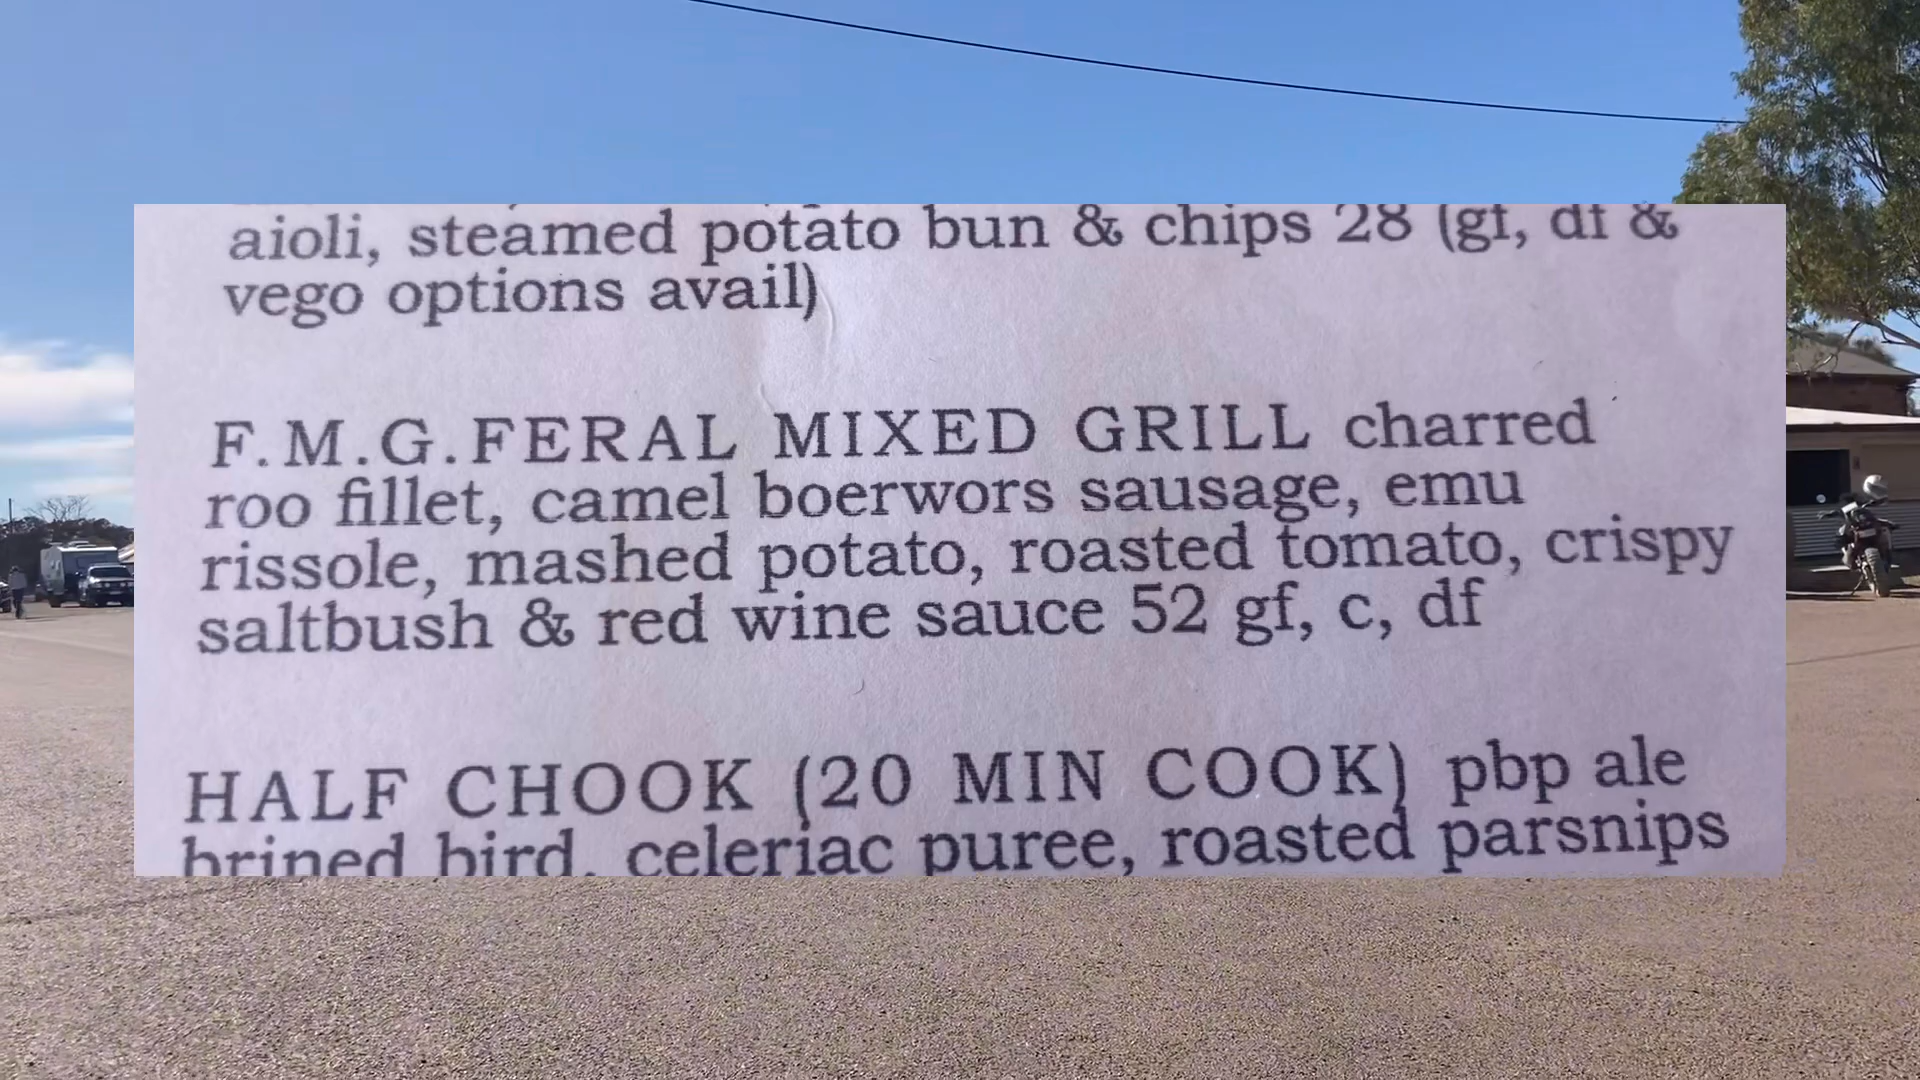 aioli, steamed potato bun & chips 28 (gf, df &
vego options avail)
F.M.G.FERAL MIXED GRILL charred
roo fillet, camel boerwors sausage, emu
rissole, mashed potato, roasted tomato, crispy
saltbush & red wine sauce 52 gf, c, df
HALF CHOOK (20 MIN COOK) pbp ale
brined bird, celeriac puree, roasted parsnips